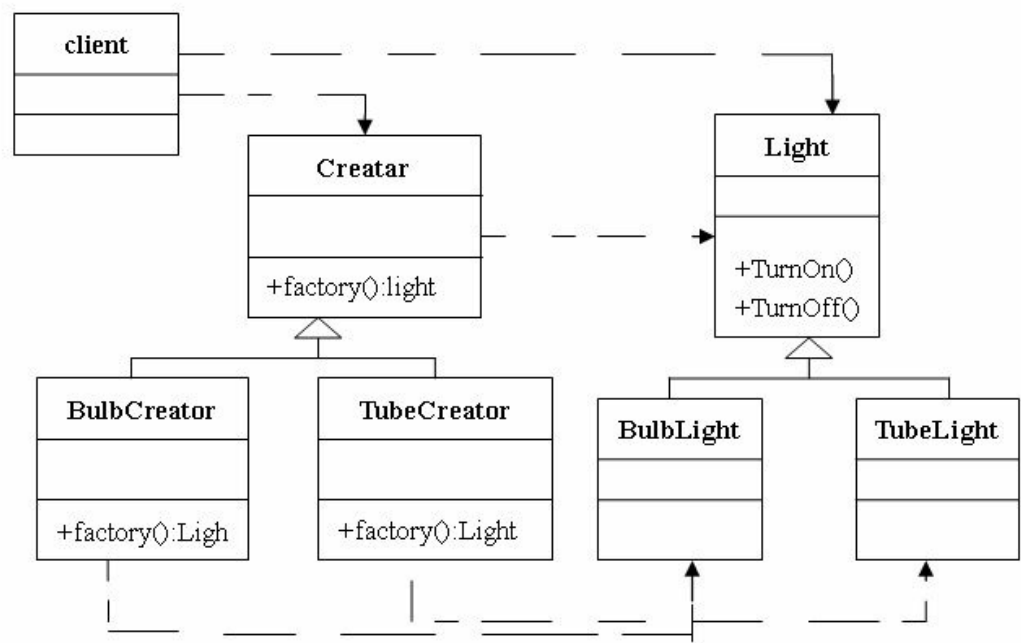 client
Creatar
+factory():light
Light
+TurnOn()
+TurnOff()
BulbCreator
+factory():Ligh
TubeCreator
+factory():Light
BulbLight
TubeLight